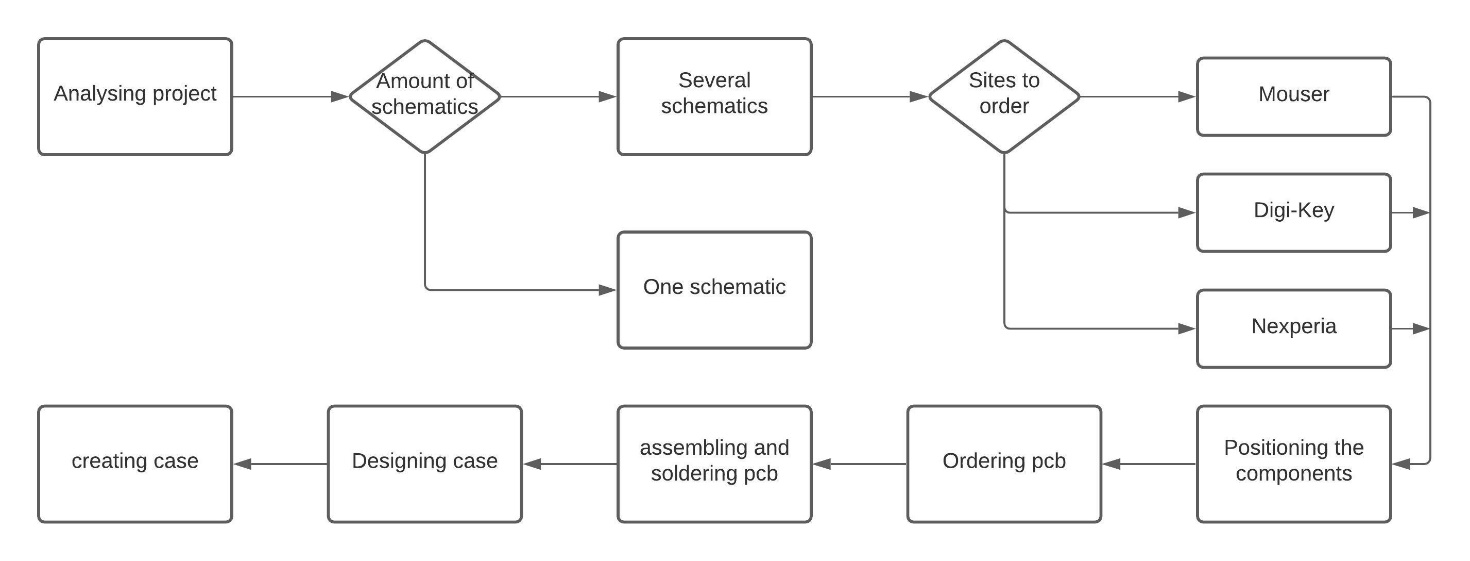 Analysing project
Amount of
schematics
Several
schematics
Sites to
order
Mouser
Digi-Key
One schematic
Nexperia
creating case
Designing case
assembling and
soldering pcb
Ordering pcb
Positioning the
components